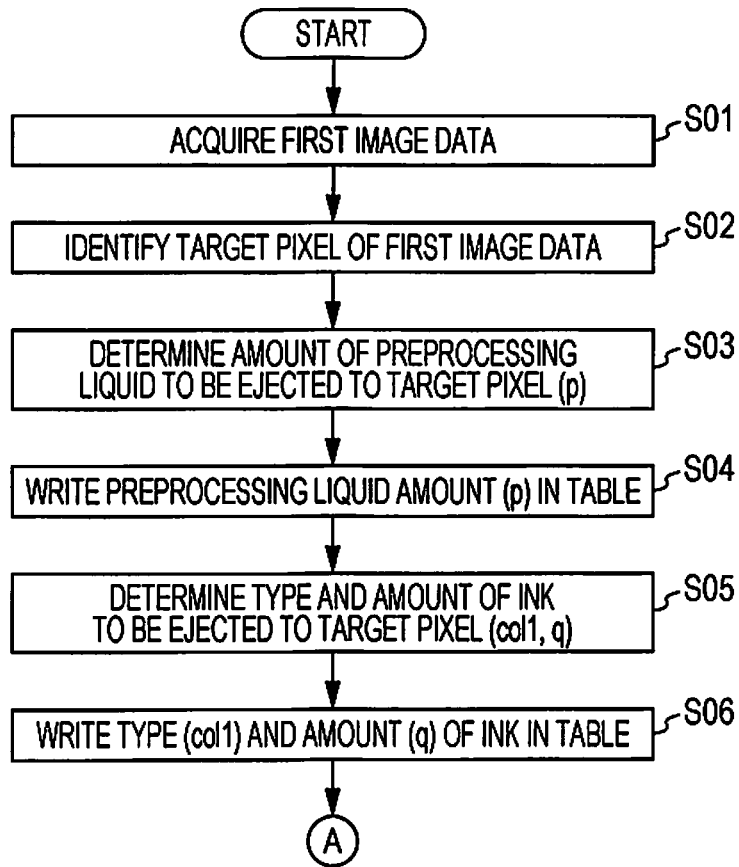 START
ACQUIRE FIRST IMAGE DATA
S01
IDENTIFY TARGET PIXEL OF FIRST IMAGE DATA
S02
DETERMINE AMOUNT OF PREPROCESSING
LIQUID TO BE EJECTED TO TARGET PIXEL (p)
S03
WRITE PREPROCESSING LIQUID AMOUNT (p) IN TABLE
S04
DETERMINE TYPE AND AMOUNT OF INK
TO BE EJECTED TO TARGET PIXEL (col1, q)
S05
WRITE TYPE (col1) AND AMOUNT (q) OF INK IN TABLE
S06
A